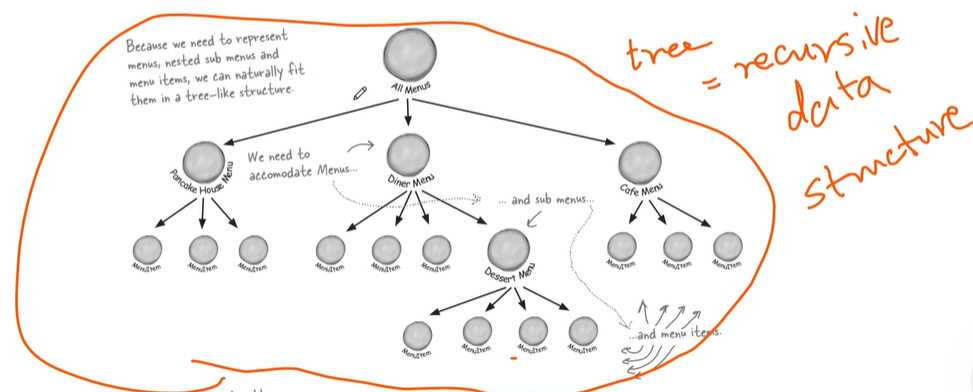 Because we need to represent
menus, nested sub menus and
menu items, we can naturally fit
them in a tree-like structure.
All Menus
tree
= recursive
data
structure
Pancake House Menu
We need to
accomodate Menus...
Diner Menu
... and sub menus...
Cafe Menu
MenuItem
MenuItem
MenuItem
MenuItem
MenuItem
MenuItem
Dessert Menu
MenuItem
MenuItem
MenuItem
MenuItem
MenuItem
MenuItem
MenuItem
...and menu items.